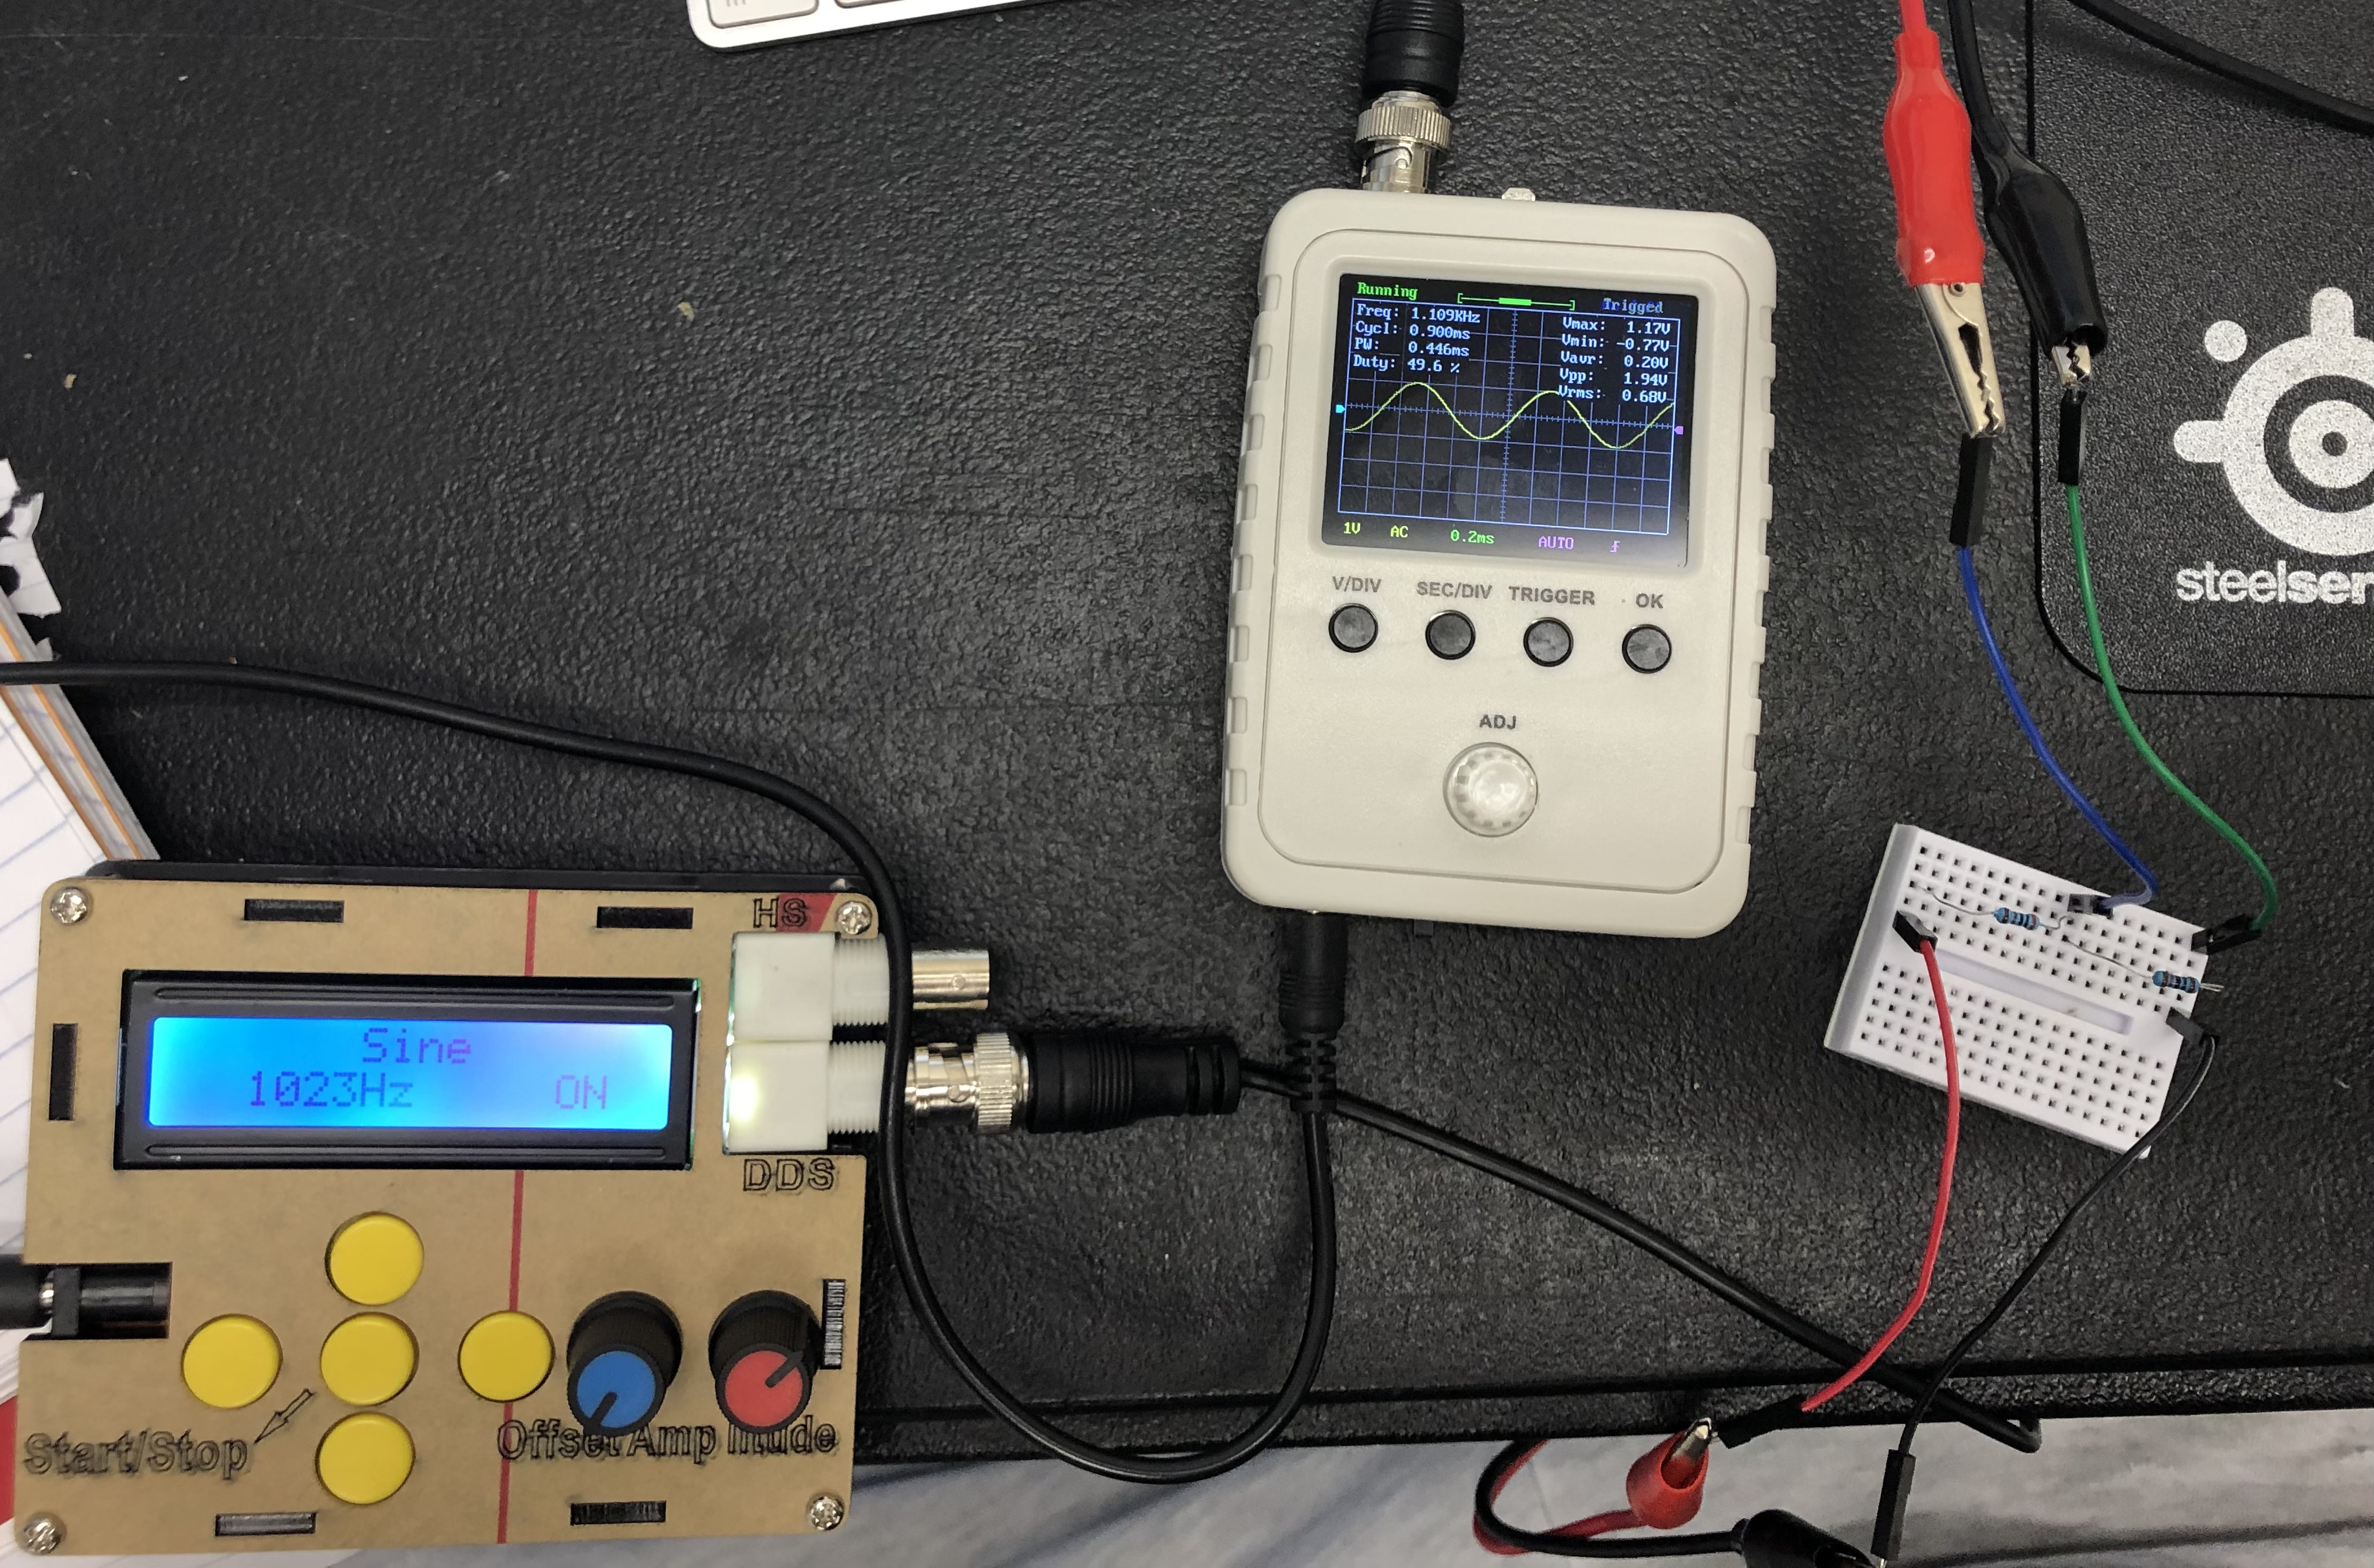 Running
Trigged
Freq: 1.109KHz
Cycl: 0.900ms
PW: 0.446ms
Duty: 49.6 %
Vmax: 1.17V
Vmin: -0.77V
Vavr: 0.20V
Vpp: 1.94V
Vrms: 0.68V
1V AC 0.2ms AUTO
V/DIV SEC/DIV TRIGGER OK
ADJ
steelser
HS
Sine
1023Hz ON
DDS
Start/Stop
Offset Amplitude